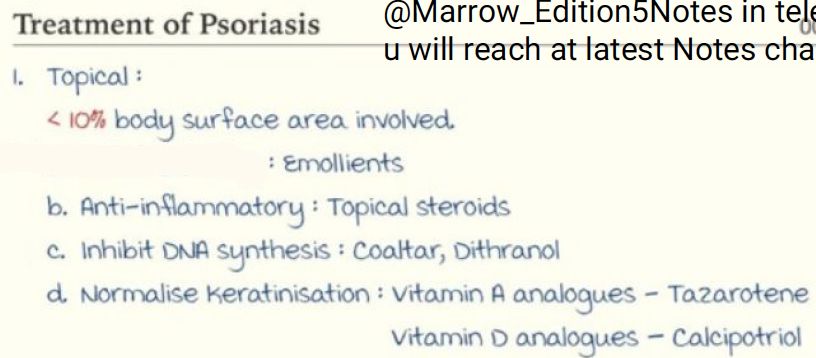 Treatment of Psoriasis
@Marrow_Edition5Notes in tele
u will reach at latest Notes cha
1. Topical :
< 10% body surface area involved.
: Emollients
b. Anti-inflammatory : Topical steroids
c. Inhibit DNA synthesis : Coaltar, Dithranol
d. Normalise Keratinisation : Vitamin A analogues - Tazarotene
Vitamin D analogues - Calcipotriol